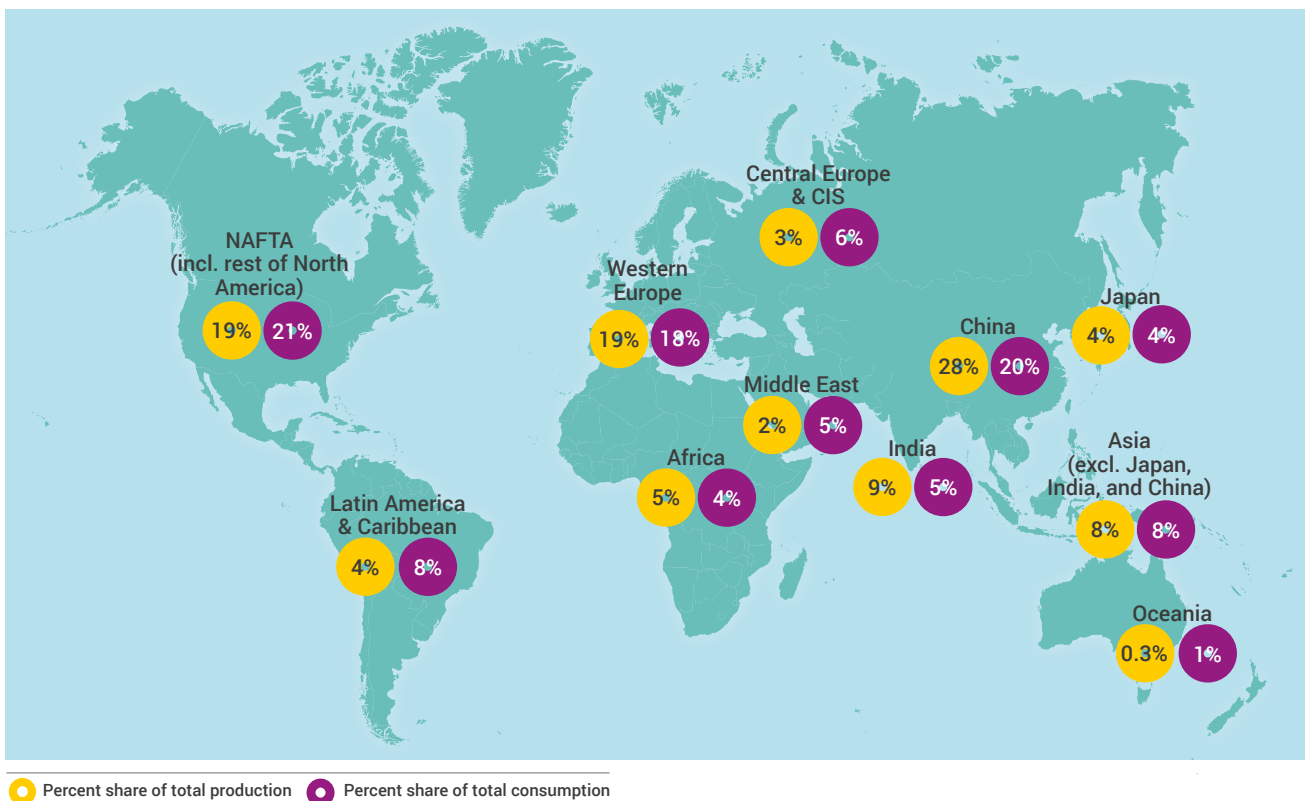 Central Europe
& CIS
3% 6%
NAFTA
(incl. rest of North
America)
19% 21%
Western
Europe
19% 18%
Japan
4% 4%
China
28% 20%
Middle East
2% 5%
India
9% 5%
Africa
5% 4%
Asia
(excl. Japan,
India, and China)
8% 8%
Latin America
& Caribbean
4% 8%
Oceania
0.3% 1%
Percent share of total production Percent share of total consumption